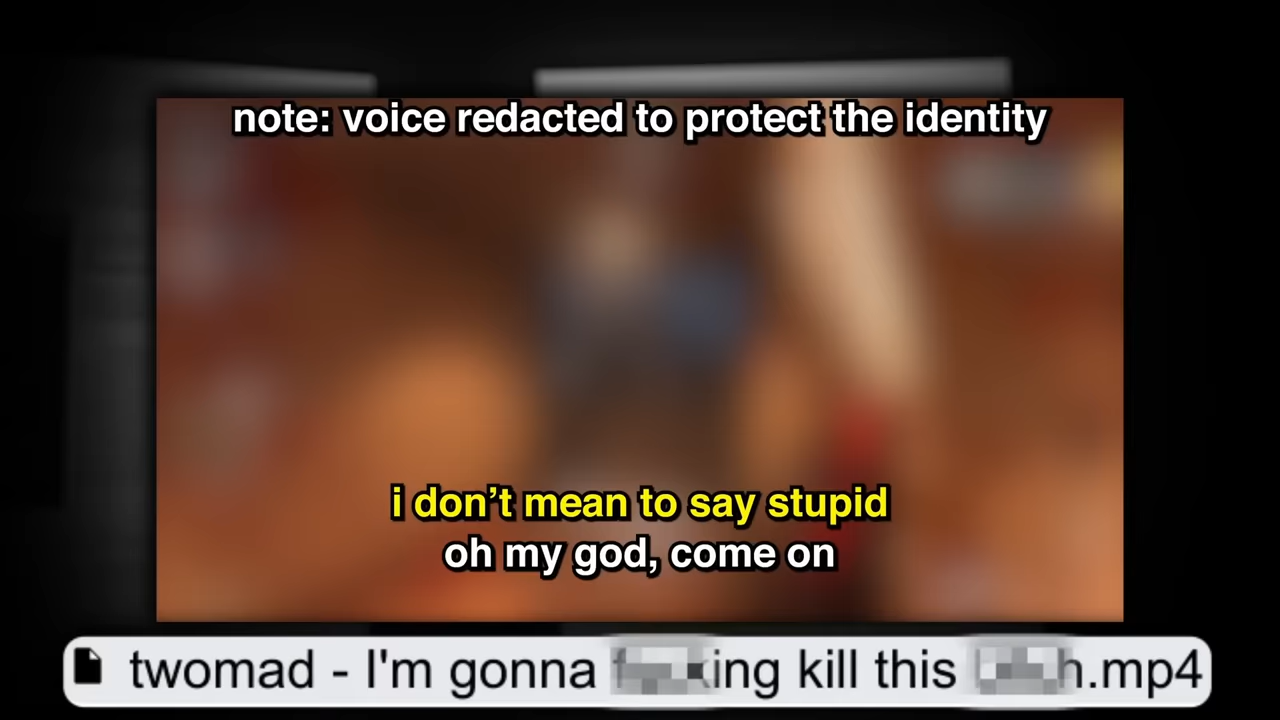 note: voice redacted to protect the identity
i don't mean to say stupid
oh my god, come on
twomad - I'm gonna kill this .mp4